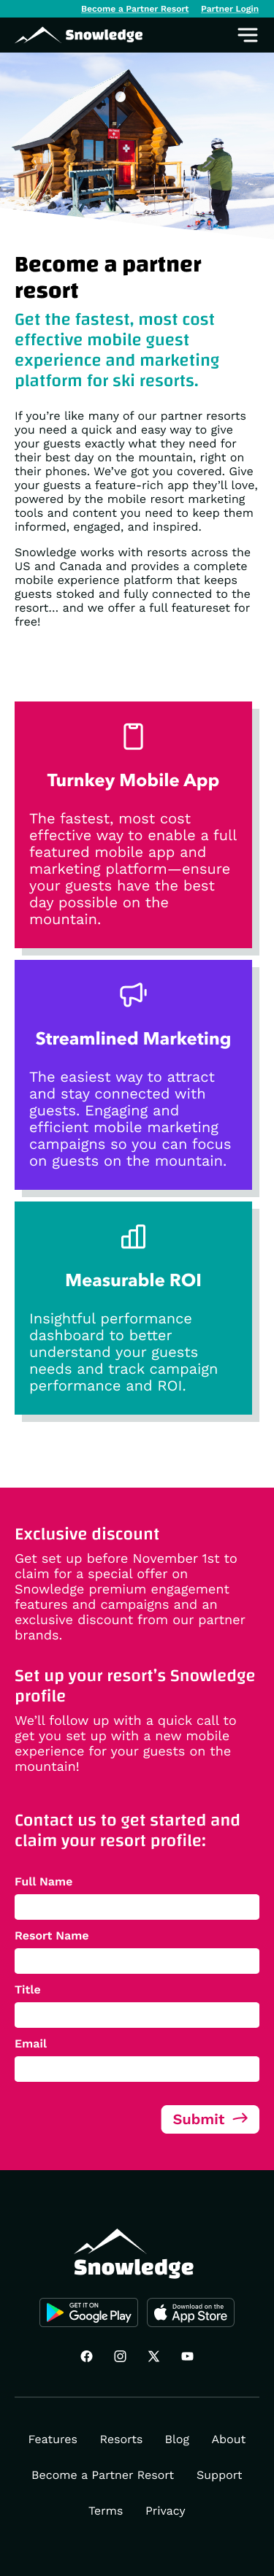 Become a Partner Resort Partner Login
Snowledge
Become a partner
resort
Get the fastest, most cost
effective mobile guest
experience and marketing
platform for ski resorts.
If you’re like many of our partner resorts
you need a quick and easy way to give
your guests exactly what they need for
their best day on the mountain, right on
their phones. We’ve got you covered. Give
your guests a feature-rich app they’ll love,
powered by the mobile resort marketing
tools and content you need to keep them
informed, engaged, and inspired.
Snowledge works with resorts across the
US and Canada and provides a complete
mobile experience platform that keeps
guests stoked and fully connected to the
resort… and we offer a full featureset for
free!
Turnkey Mobile App
The fastest, most cost
effective way to enable a full
featured mobile app and
marketing platform—ensure
your guests have the best
day possible on the
mountain.
Streamlined Marketing
The easiest way to attract
and stay connected with
guests. Engaging and
efficient mobile marketing
campaigns so you can focus
on guests on the mountain.
Measurable ROI
Insightful performance
dashboard to better
understand your guests
needs and track campaign
performance and ROI.
Exclusive discount
Get set up before November 1st to
claim for a special offer on
Snowledge premium engagement
features and campaigns and an
exclusive discount from our partner
brands.
Set up your resort’s Snowledge
profile
We’ll follow up with a quick call to
get you set up with a new mobile
experience for your guests on the
mountain!
Contact us to get started and
claim your resort profile:
Full Name
Resort Name
Title
Email
Submit
Snowledge
GET IT ON
Google Play
Download on the
App Store
Features Resorts Blog About
Become a Partner Resort Support
Terms Privacy